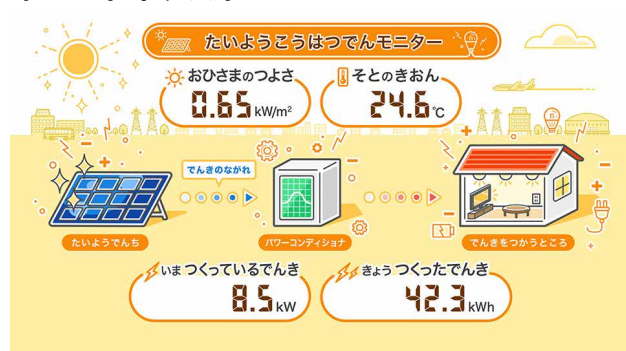 たいようこうはつでんモニター
おひさまのつよさ
0.65 kW/m²
そとのきおん
24.6 ℃
でんきのながれ
たいようでんち
パワーコンディショナ
でんきをつかうところ
いま つくっているでんき
8.5 kW
きょう つくったでんき
42.3 kWh